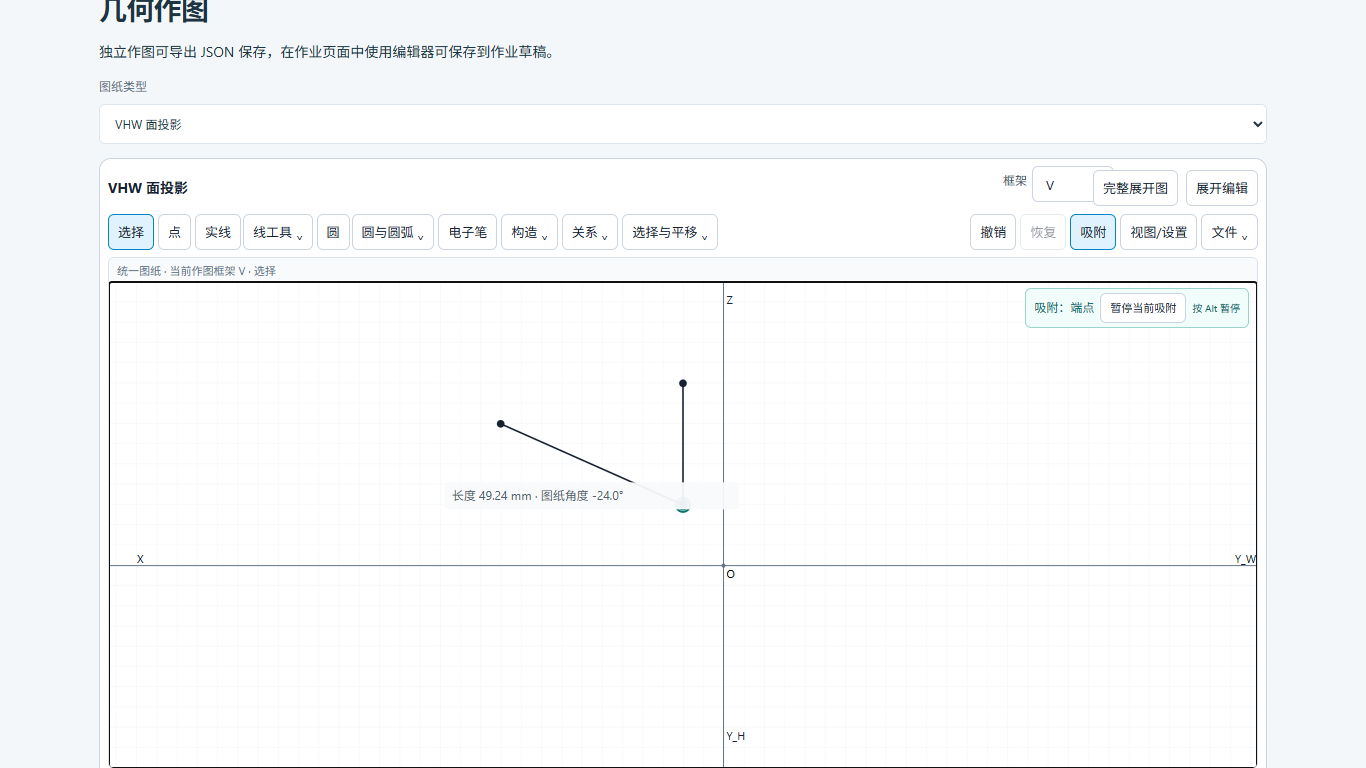 几何作图
独立作图可导出 JSON 保存，在作业页面中使用编辑器可保存到作业草稿。
图纸类型
VHW 面投影
VHW 面投影
框架
V
完整展开图
展开编辑
选择
点
实线
线工具
圆
圆与圆弧
电子笔
构造
关系
选择与平移
撤销
恢复
吸附
视图/设置
文件
统一图纸 · 当前作图框架 V · 选择
Z
吸附：端点
暂停当前吸附
按 Alt 暂停
长度 49.24 mm · 图纸角度 -24.0°
X
Y_W
O
Y_H